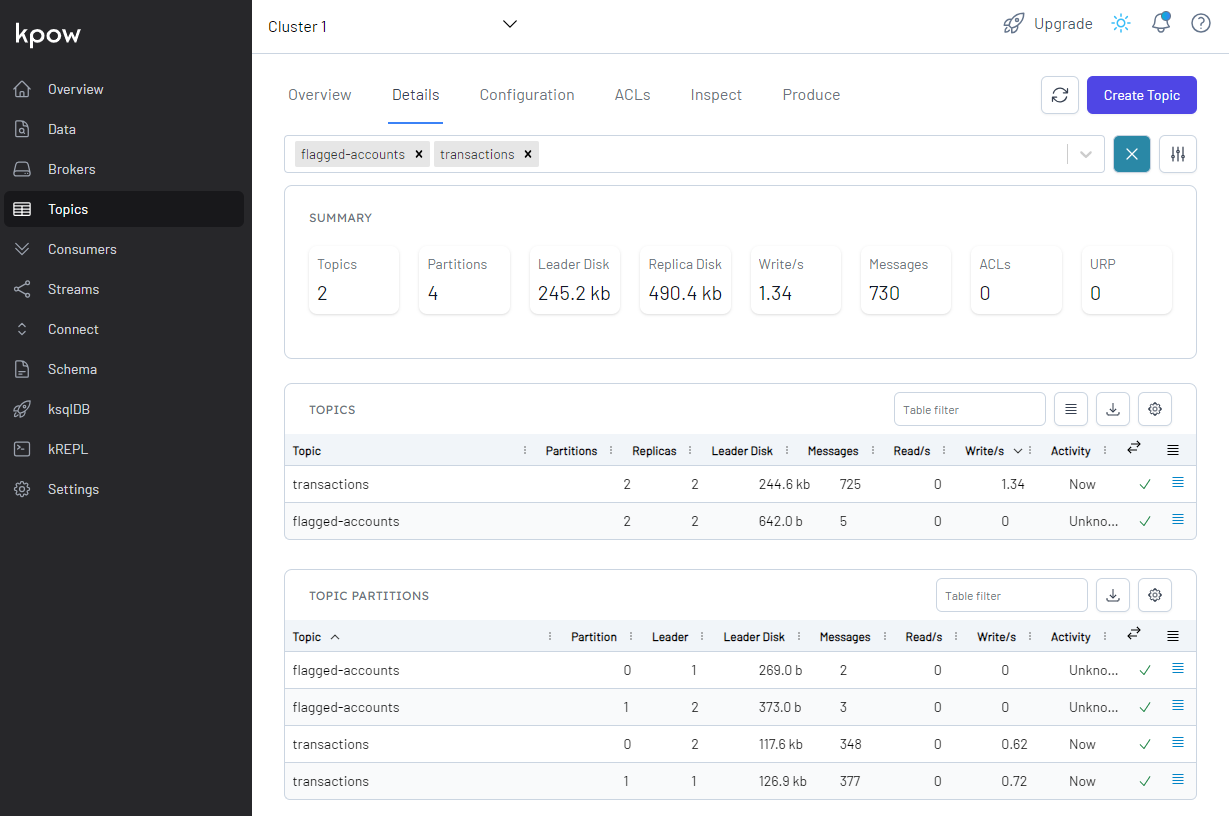 kpow
Cluster 1
Upgrade
Overview
Data
Brokers
Topics
Consumers
Streams
Connect
Schema
ksqlDB
kREPL
Settings
Overview Details Configuration ACLs Inspect Produce
Create Topic
flagged-accounts transactions
SUMMARY
Topics Partitions Leader Disk Replica Disk Write/s Messages ACLs URP
2 4 245.2 kb 490.4 kb 1.34 730 0 0
TOPICS
Table filter
Topic Partitions Replicas Leader Disk Messages Read/s Write/s Activity
transactions 2 2 244.6 kb 725 0 1.34 Now
flagged-accounts 2 2 642.0 b 5 0 0 Unkno...
TOPIC PARTITIONS
Table filter
Topic Partition Leader Leader Disk Messages Read/s Write/s Activity
flagged-accounts 0 1 269.0 b 2 0 0 Unkno...
flagged-accounts 1 2 373.0 b 3 0 0 Unkno...
transactions 0 2 117.6 kb 348 0 0.62 Now
transactions 1 1 126.9 kb 377 0 0.72 Now